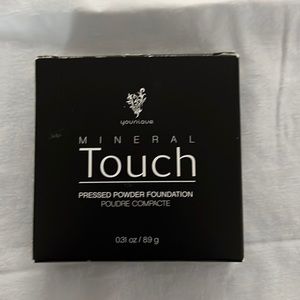 younique
MINERAL
Touch
PRESSED POWDER FOUNDATION
POUDRE COMPACTE
0.31 oz / 8.9 g